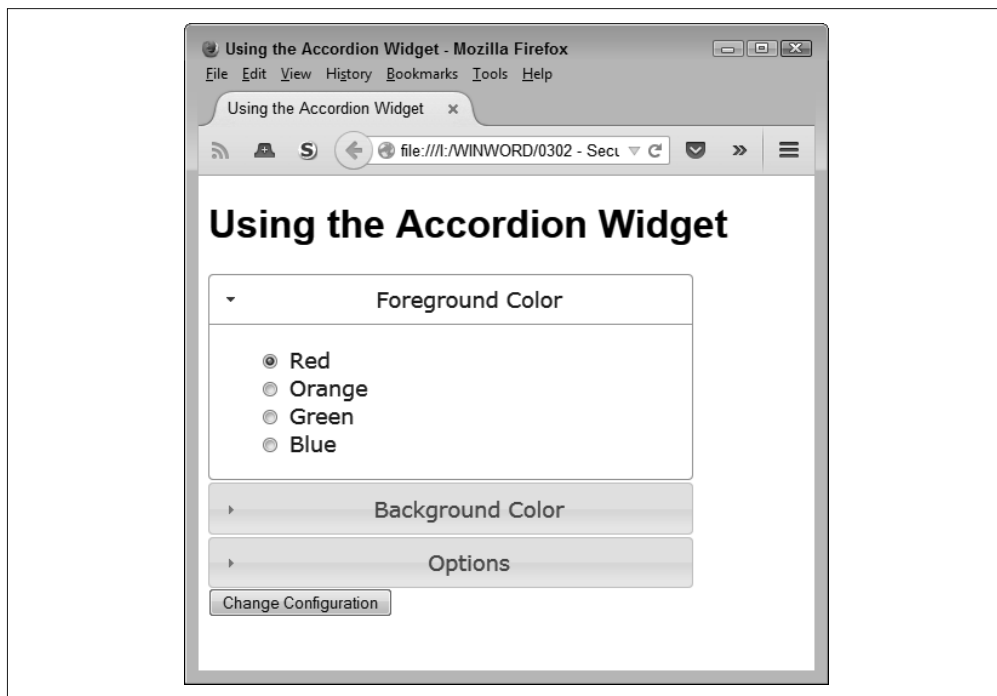 Using the Accordion Widget - Mozilla Firefox
File Edit View History Bookmarks Tools Help
Using the Accordion Widget
S file:///I:/WINWORD/0302 - Secu
Using the Accordion Widget
Foreground Color
Red
Orange
Green
Blue
Background Color
Options
Change Configuration